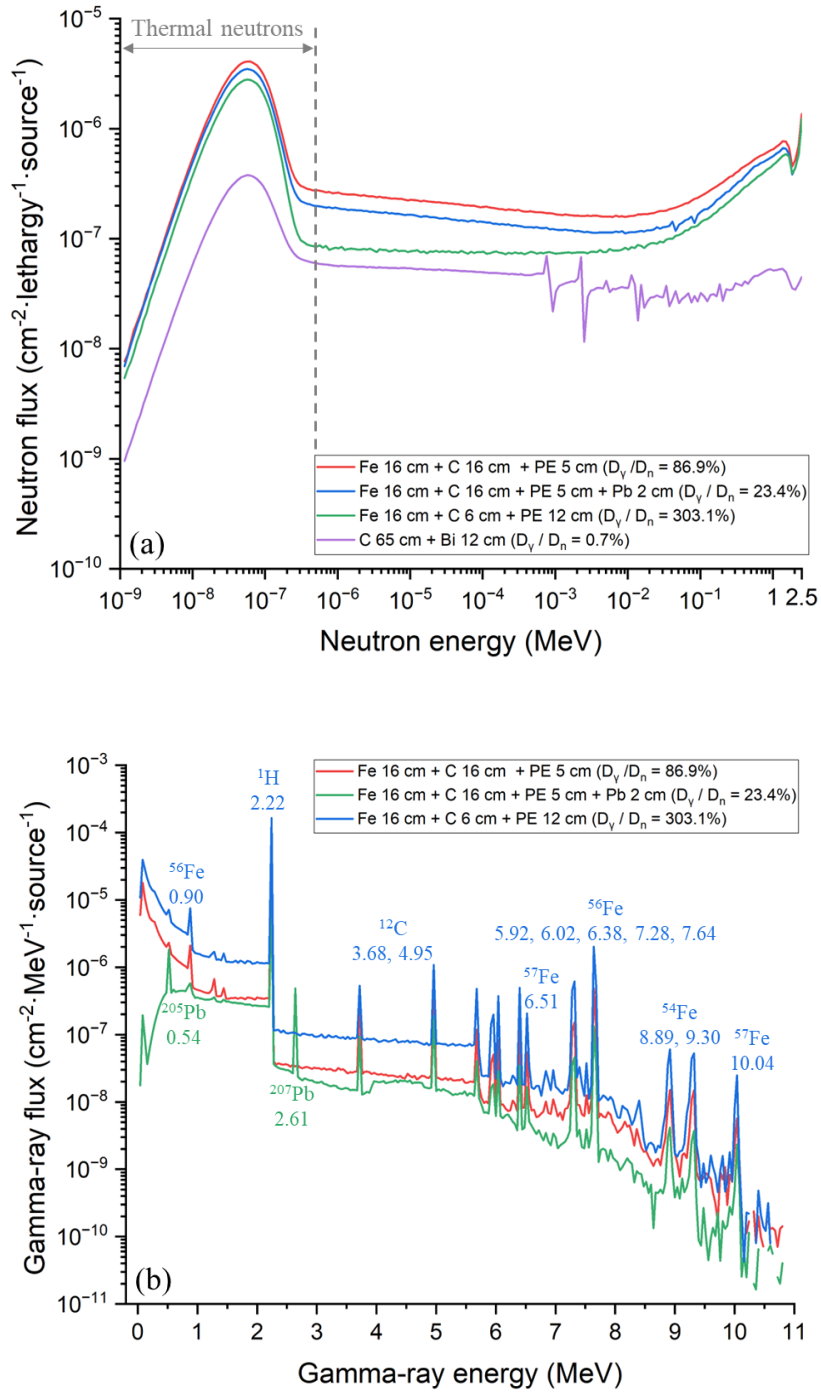 Thermal neutrons
10⁻⁵
10⁻⁶
10⁻⁷
10⁻⁸
10⁻⁹
10⁻¹⁰
Neutron flux (cm⁻²·lethargy⁻¹·source⁻¹)
Fe 16 cm + C 16 cm + PE 5 cm (Dᵧ /Dₙ = 86.9%)
Fe 16 cm + C 16 cm + PE 5 cm + Pb 2 cm (Dᵧ / Dₙ = 23.4%)
Fe 16 cm + C 6 cm + PE 12 cm (Dᵧ / Dₙ = 303.1%)
C 65 cm + Bi 12 cm (Dᵧ / Dₙ = 0.7%)
(a)
10⁻⁹ 10⁻⁸ 10⁻⁷ 10⁻⁶ 10⁻⁵ 10⁻⁴ 10⁻³ 10⁻² 10⁻¹ 1 2.5
Neutron energy (MeV)
10⁻³
10⁻⁴
10⁻⁵
10⁻⁶
10⁻⁷
10⁻⁸
10⁻⁹
10⁻¹⁰
10⁻¹¹
Gamma-ray flux (cm⁻²·MeV⁻¹·source⁻¹)
Fe 16 cm + C 16 cm + PE 5 cm (Dᵧ /Dₙ = 86.9%)
Fe 16 cm + C 16 cm + PE 5 cm + Pb 2 cm (Dᵧ / Dₙ = 23.4%)
Fe 16 cm + C 6 cm + PE 12 cm (Dᵧ / Dₙ = 303.1%)
¹H
2.22
⁵⁶Fe
0.90
¹²C
3.68, 4.95
⁵⁶Fe
5.92, 6.02, 6.38, 7.28, 7.64
⁵⁷Fe
6.51
⁵⁴Fe
8.89, 9.30
⁵⁷Fe
10.04
²⁰⁵Pb
0.54
²⁰⁷Pb
2.61
(b)
0 1 2 3 4 5 6 7 8 9 10 11
Gamma-ray energy (MeV)